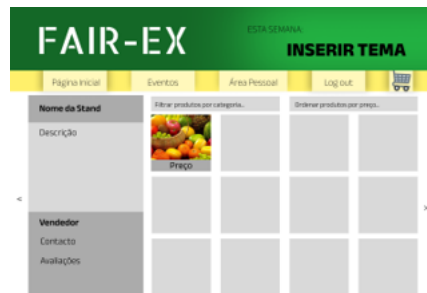 FAIR-EX
ESTA SEMANA:
INSERIR TEMA
Página Inicial
Eventos
Área Pessoal
Log out
Nome da Stand
Filtrar produtos por categoria..
Ordenar produtos por preço..
Descrição
Preço
<
>
Vendedor
Contacto
Avaliações